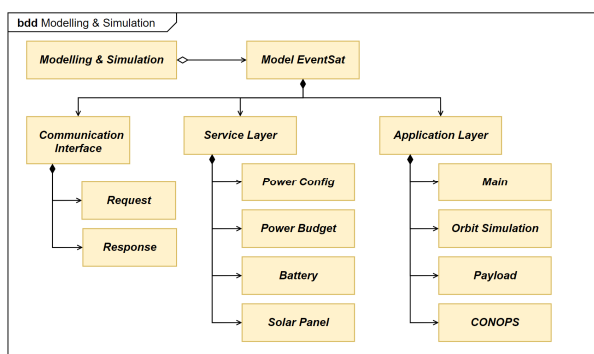 bdd Modelling & Simulation
Modelling & Simulation
Model EventSat
Communication
Interface
Service Layer
Application Layer
Request
Response
Power Config
Power Budget
Battery
Solar Panel
Main
Orbit Simulation
Payload
CONOPS